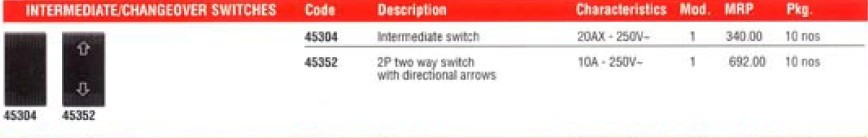 INTERMEDIATE/CHANGEOVER SWITCHES Code Description Characteristics Mod. MRP Pkg.
45304 Intermediate switch 20AX - 250V~ 1 340.00 10 nos
45352 2P two way switch 10A - 250V~ 1 692.00 10 nos
with directional arrows
45304 45352